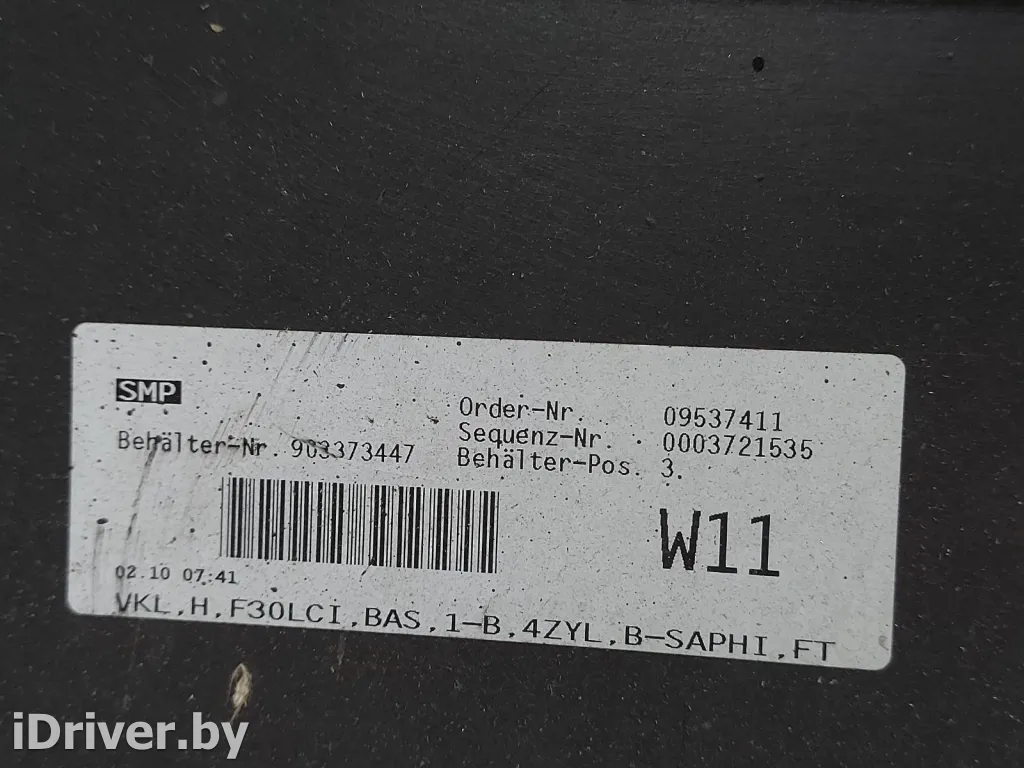 SMP
Order-Nr. 09537411
Sequenz-Nr. 0003721535
Behälter-Nr. 903373447
Behälter-Pos. 3.
W11
02.10 07:41
VKL,H,F30LCI,BAS,1-B,4ZYL,B-SAPHI,FT
iDriver.by